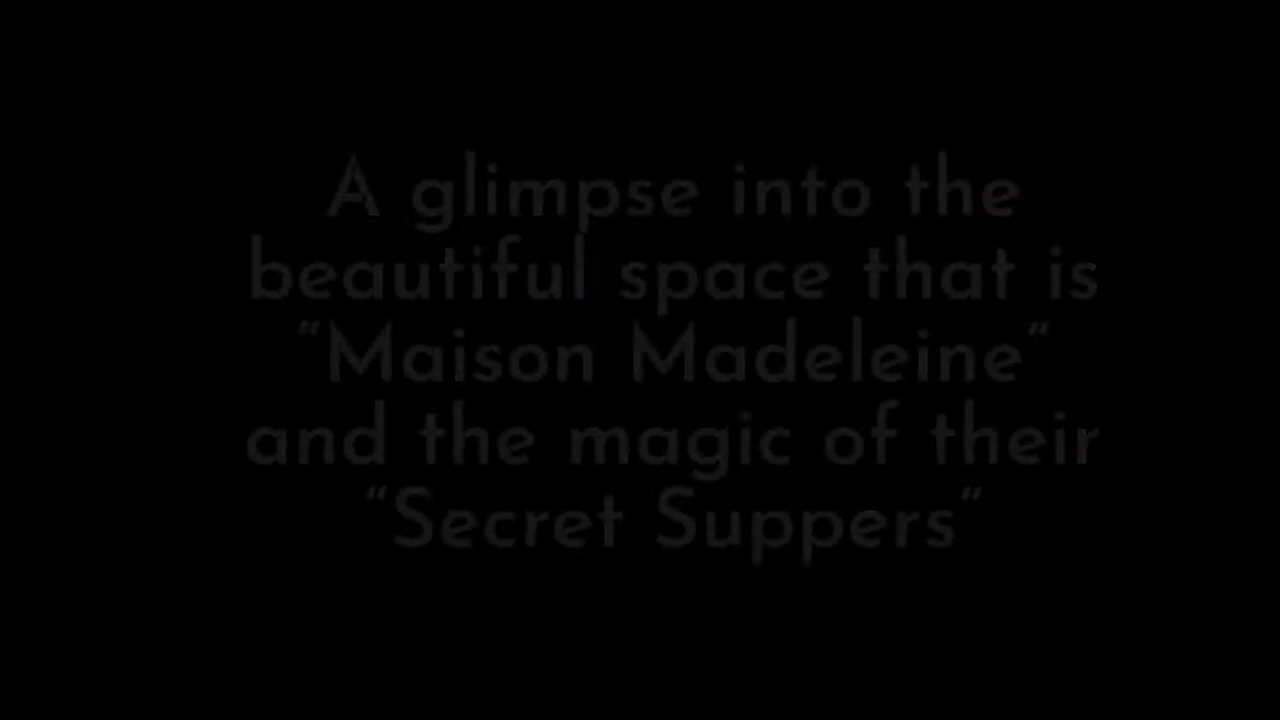 A glimpse into the
beautiful space that is
“Maison Madeleine”
and the magic of their
“Secret Suppers”